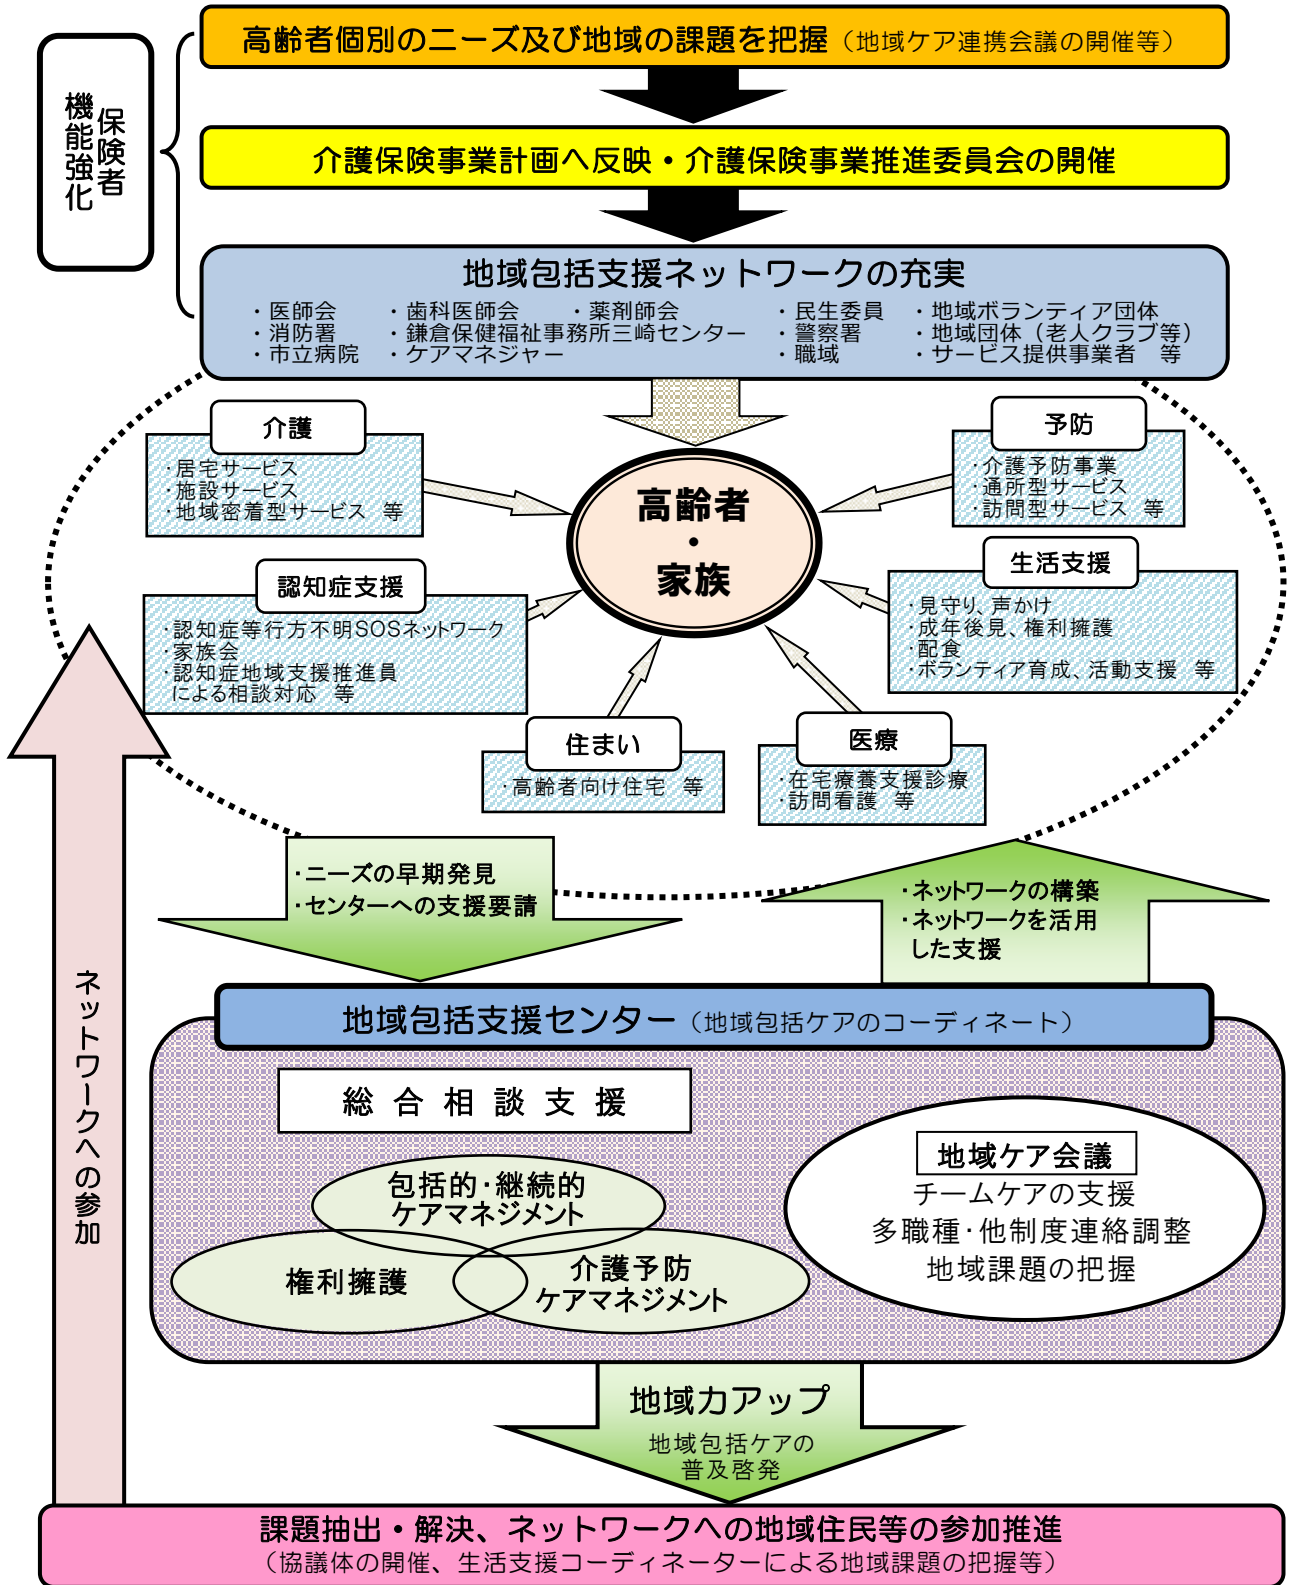 高齢者個別のニーズ及び地域の課題を把握（地域ケア連携会議の開催等）
保険者
機能強化
介護保険事業計画へ反映・介護保険事業推進委員会の開催
地域包括支援ネットワークの充実
・医師会 ・歯科医師会 ・薬剤師会 ・民生委員 ・地域ボランティア団体
・消防署 ・鎌倉保健福祉事務所三崎センター ・警察署 ・地域団体（老人クラブ等）
・市立病院 ・ケアマネジャー ・職域 ・サービス提供事業者 等
介護
・居宅サービス
・施設サービス
・地域密着型サービス 等
予防
・介護予防事業
・通所型サービス
・訪問型サービス 等
高齢者
・
家族
認知症支援
・認知症等行方不明SOSネットワーク
・家族会
・認知症地域支援推進員
による相談対応 等
生活支援
・見守り、声かけ
・成年後見、権利擁護
・配食
・ボランティア育成、活動支援 等
住まい
・高齢者向け住宅 等
医療
・在宅療養支援診療
・訪問看護 等
・ニーズの早期発見
・センターへの支援要請
・ネットワークの構築
・ネットワークを活用
した支援
ネットワークへの参加
地域包括支援センター（地域包括ケアのコーディネート）
総合相談支援
包括的・継続的
ケアマネジメント
権利擁護
介護予防
ケアマネジメント
地域ケア会議
チームケアの支援
多職種・他制度連絡調整
地域課題の把握
地域力アップ
地域包括ケアの
普及啓発
課題抽出・解決、ネットワークへの地域住民等の参加推進
（協議体の開催、生活支援コーディネーターによる地域課題の把握等）